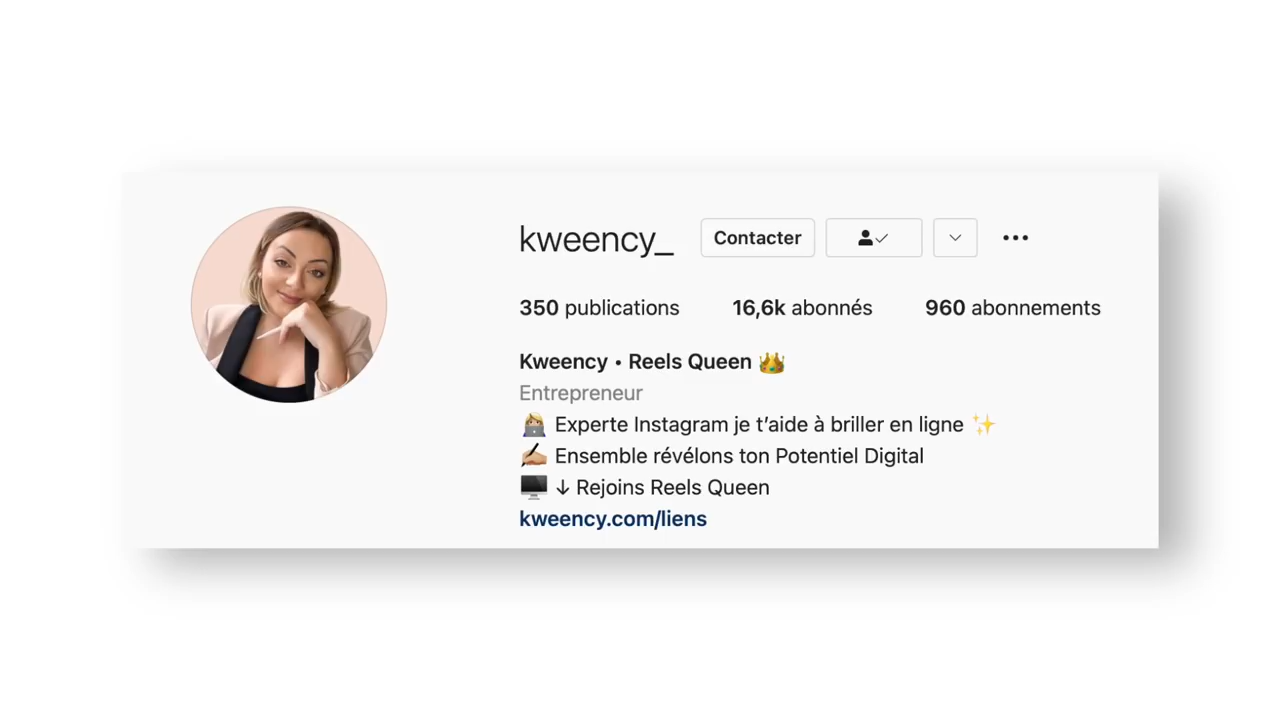 kweency_ Contacter
350 publications 16,6k abonnés 960 abonnements
Kweency • Reels Queen 👑
Entrepreneur
👩🏼‍💻 Experte Instagram je t’aide à briller en ligne ✨
✍🏼 Ensemble révélons ton Potentiel Digital
🖥️ ↓ Rejoins Reels Queen
kweency.com/liens